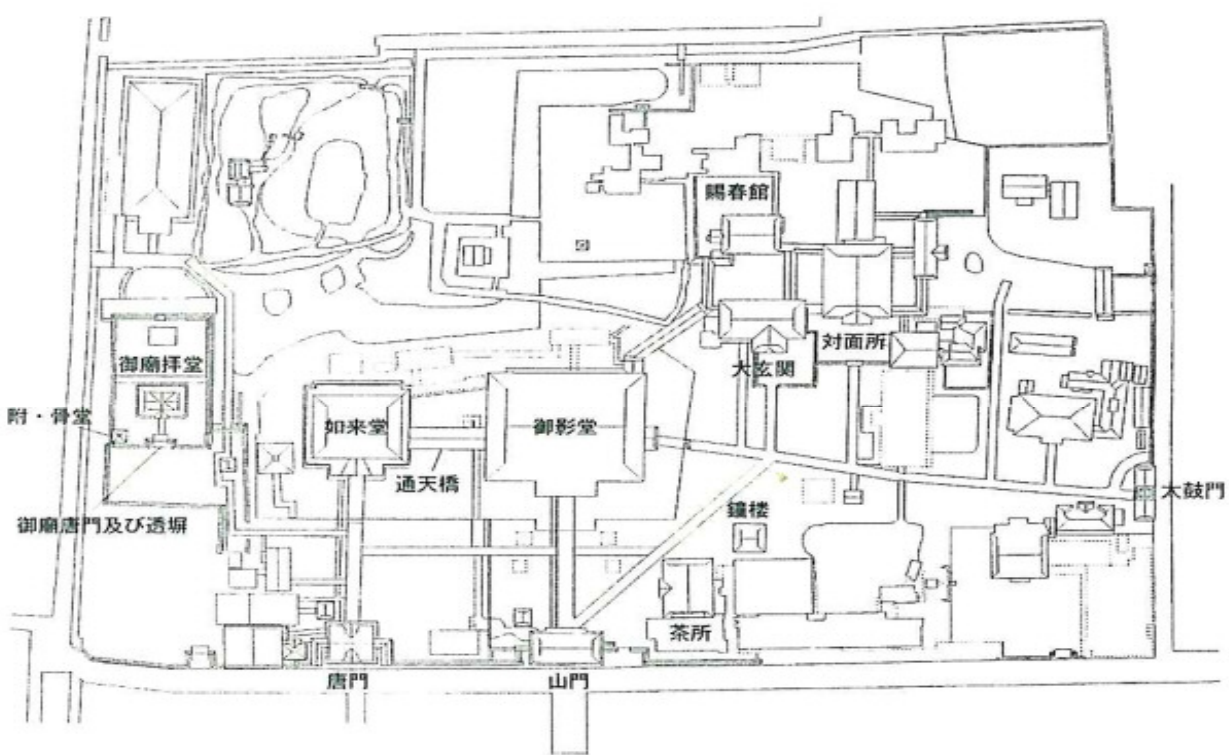 賜春館
対面所
大玄関
御廟拝堂
附・骨堂
如来堂
御影堂
通天橋
太鼓門
鐘楼
御廟唐門及び透塀
茶所
唐門
山門